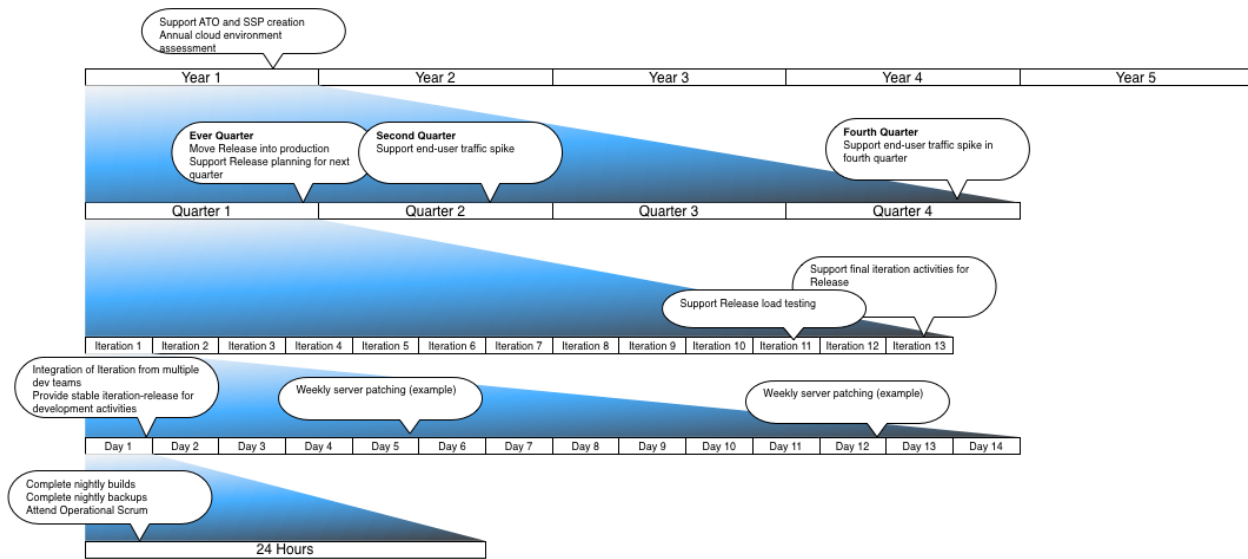 Support ATO and SSP creation
Annual cloud environment
assessment
Year 1
Year 2
Year 3
Year 4
Year 5
Ever Quarter
Move Release into production
Support Release planning for next
quarter
Second Quarter
Support end-user traffic spike
Fourth Quarter
Support end-user traffic spike in
fourth quarter
Quarter 1
Quarter 2
Quarter 3
Quarter 4
Support final iteration activities for
Release
Support Release load testing
Iteration 1
Iteration 2
Iteration 3
Iteration 4
Iteration 5
Iteration 6
Iteration 7
Iteration 8
Iteration 9
Iteration 10
Iteration 11
Iteration 12
Iteration 13
Integration of Iteration from multiple
dev teams
Provide stable iteration-release for
development activities
Weekly server patching (example)
Weekly server patching (example)
Day 1
Day 2
Day 3
Day 4
Day 5
Day 6
Day 7
Day 8
Day 9
Day 10
Day 11
Day 12
Day 13
Day 14
Complete nightly builds
Complete nightly backups
Attend Operational Scrum
24 Hours